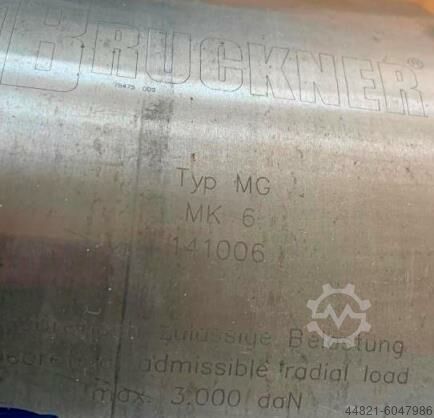 BRUCKNER®
Typ MG
MK 6
141006
zulässige Belastung
admissible radial load
max. 3.000 daN
44821-6047986